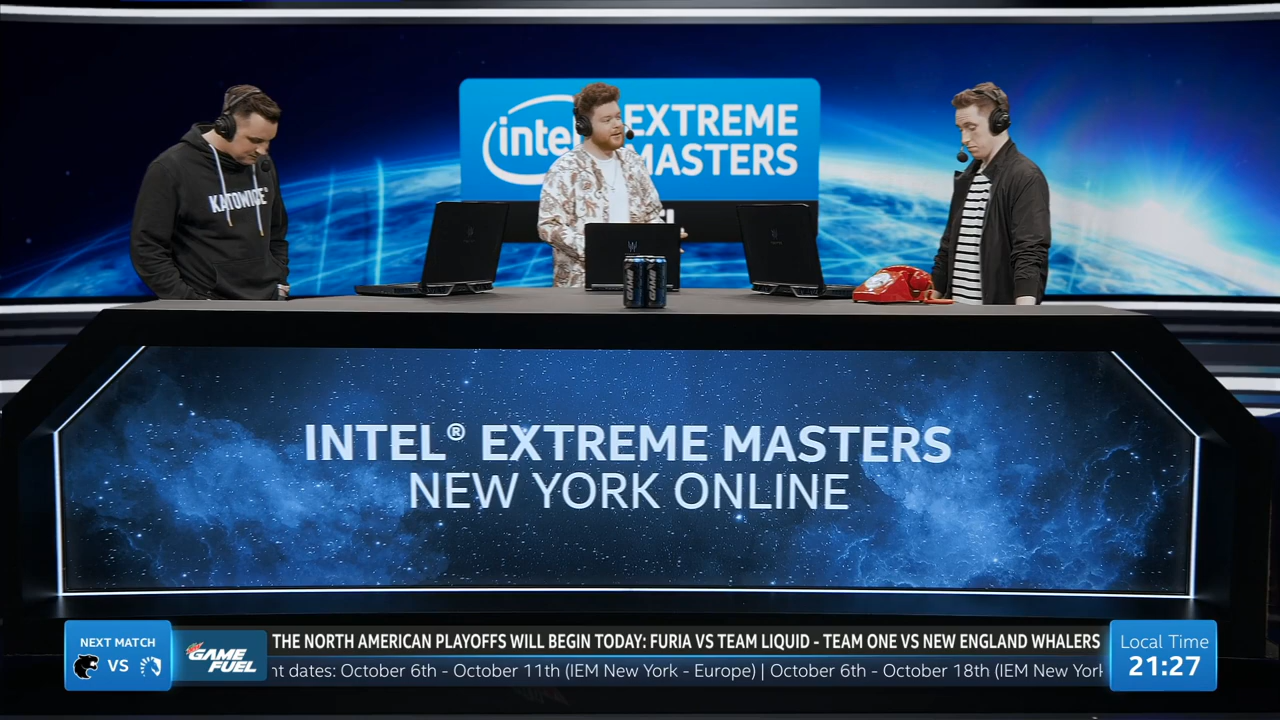 intel
EXTREME
MASTERS
KATOWICE
GAME
GAME
INTEL® EXTREME MASTERS
NEW YORK ONLINE
NEXT MATCH
VS
GAME
FUEL
THE NORTH AMERICAN PLAYOFFS WILL BEGIN TODAY: FURIA VS TEAM LIQUID - TEAM ONE VS NEW ENGLAND WHALERS
nt dates: October 6th - October 11th (IEM New York - Europe) | October 6th - October 18th (IEM New York
Local Time
21:27